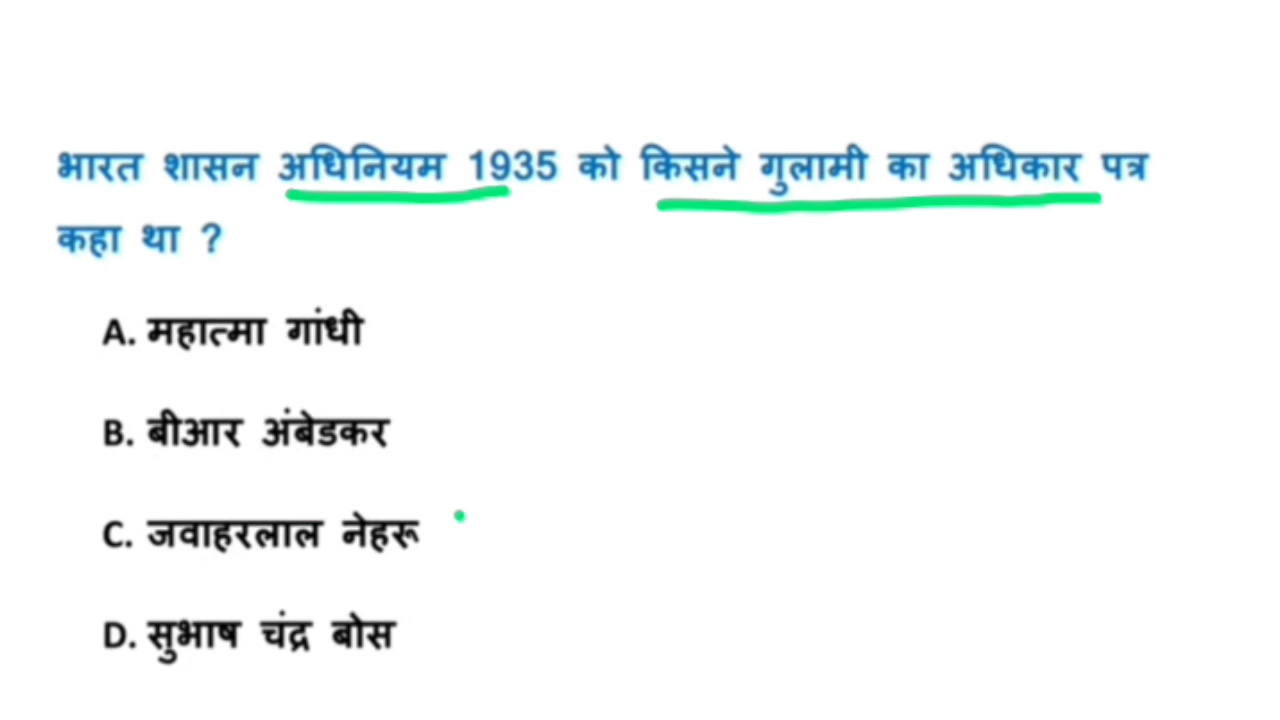 भारत शासन अधिनियम 1935 को किसने गुलामी का अधिकार पत्र
कहा था ?
A. महात्मा गांधी
B. बीआर अंबेडकर
C. जवाहरलाल नेहरू
D. सुभाष चंद्र बोस